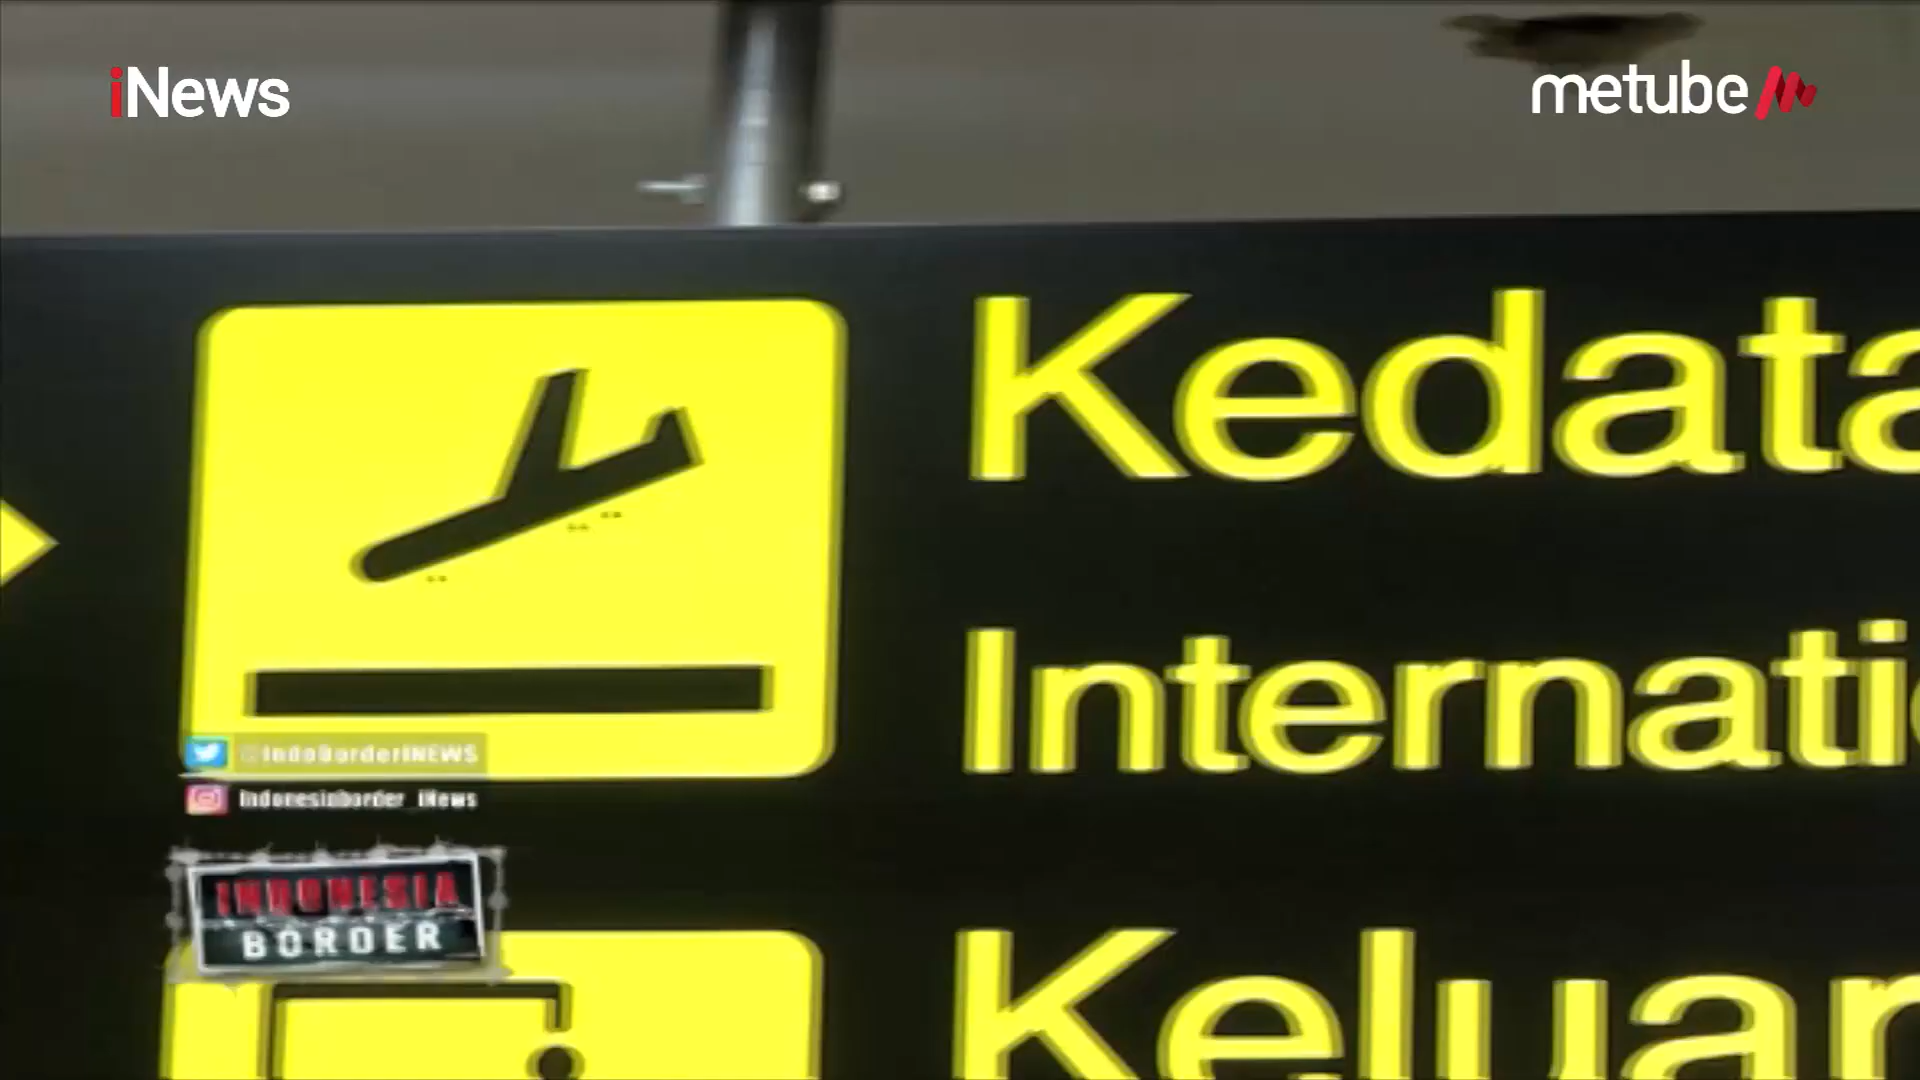 iNews
metube
Kedata
Internati
@IndoBorderINEWS
Indonesiaborder_iNews
INDONESIA
BORDER
Keluar